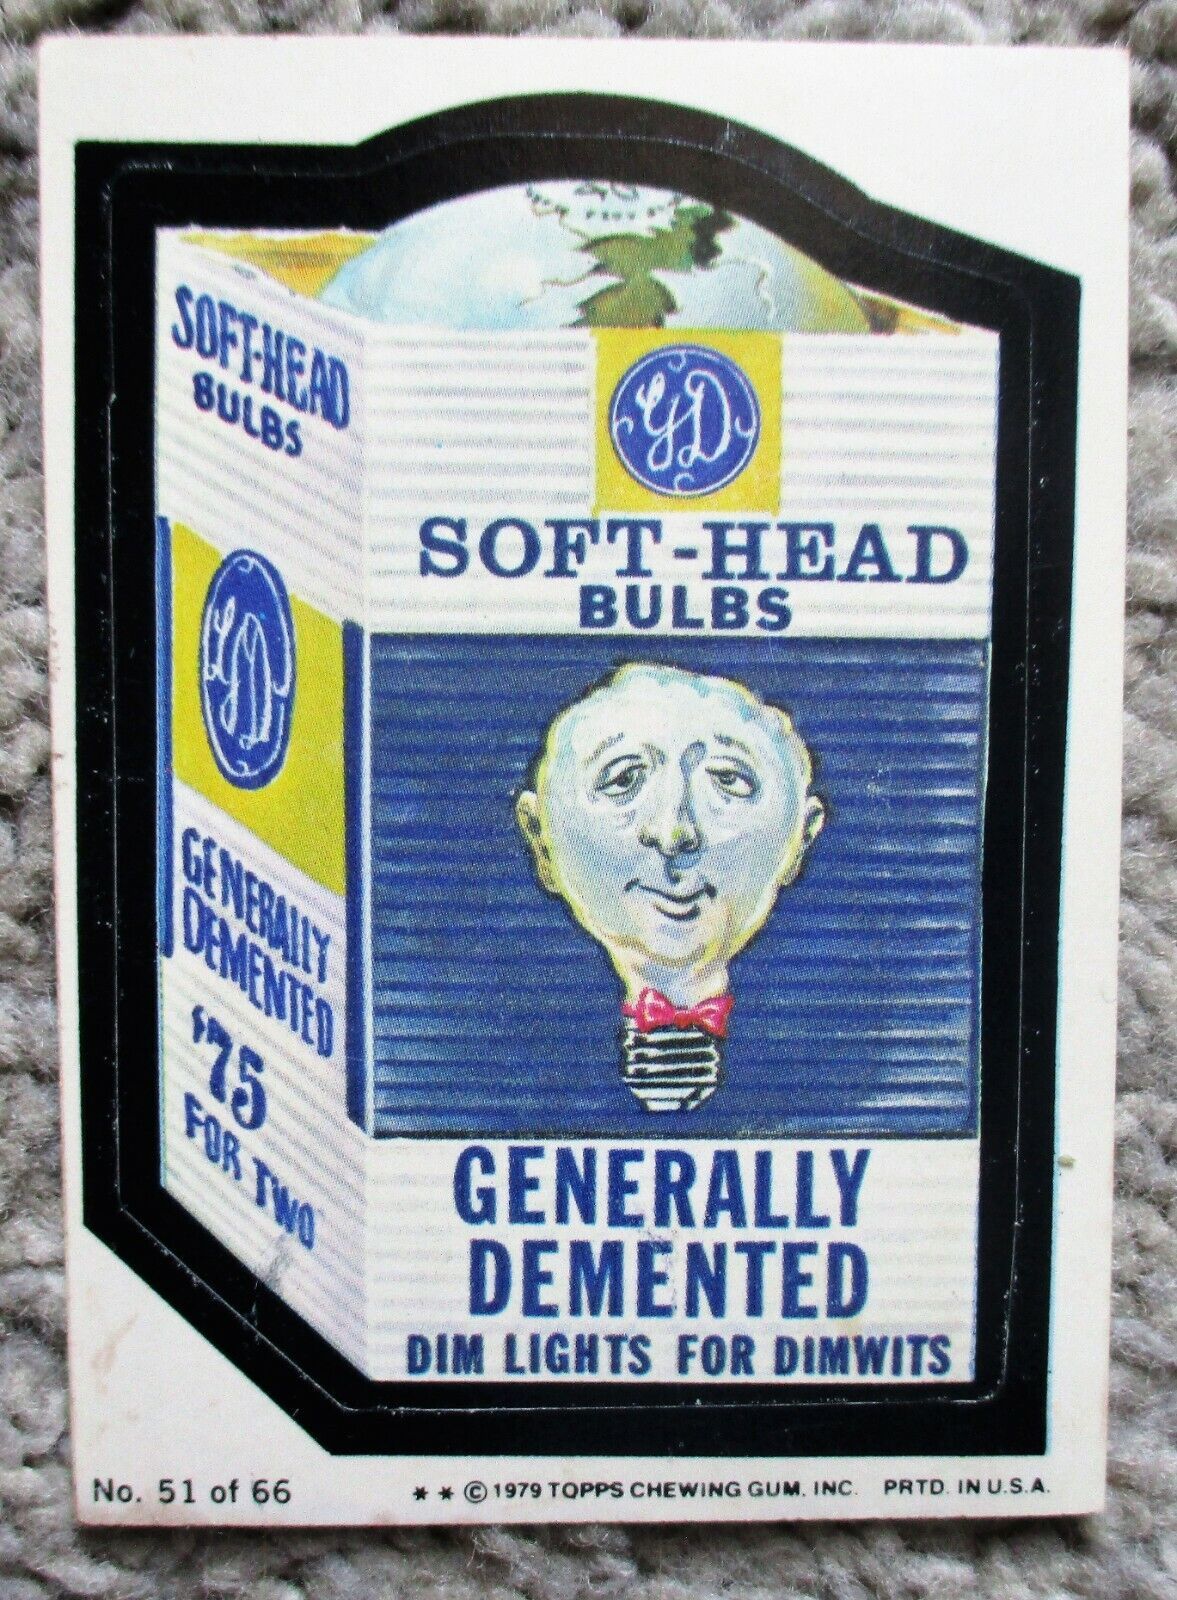 SOFT-HEAD
BULBS
GD
GENERALLY
DEMENTED
$75
FOR TWO
GD
SOFT-HEAD
BULBS
GENERALLY
DEMENTED
DIM LIGHTS FOR DIMWITS
No. 51 of 66
** © 1979 TOPPS CHEWING GUM, INC. PRTD. IN U.S.A.